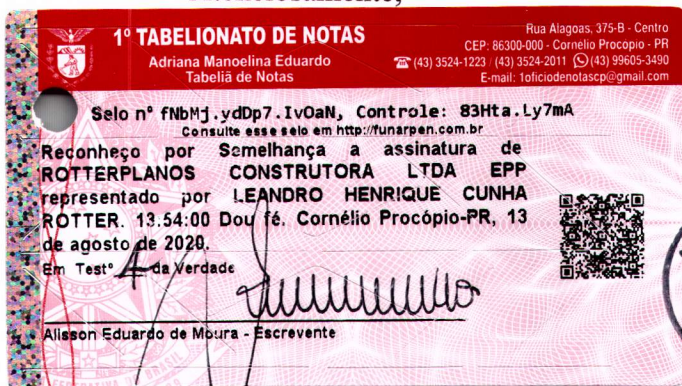 1º TABELIONATO DE NOTAS
Adriana Manoelina Eduardo
Tabeliã de Notas
Rua Alagoas, 375-B - Centro
CEP: 86300-000 - Cornelio Procopio - PR
(43) 3524-1223 / (43) 3524-2011 (43) 99605-3490
E-mail: 1oficiodenotascp@gmail.com
Selo nº fNbMj.ydDp7.IvOaN, Controle: 83Hta.Ly7mA
Consulte esse selo em http://funarpen.com.br
Reconheço por Semelhança a assinatura de
ROTTERPLANOS CONSTRUTORA LTDA EPP
representado por LEANDRO HENRIQUE CUNHA
ROTTER. 13:54:00 Dou fé. Cornélio Procópio-PR, 13
de agosto de 2020.
Em Testº da Verdade
Alisson Eduardo de Moura - Escrevente